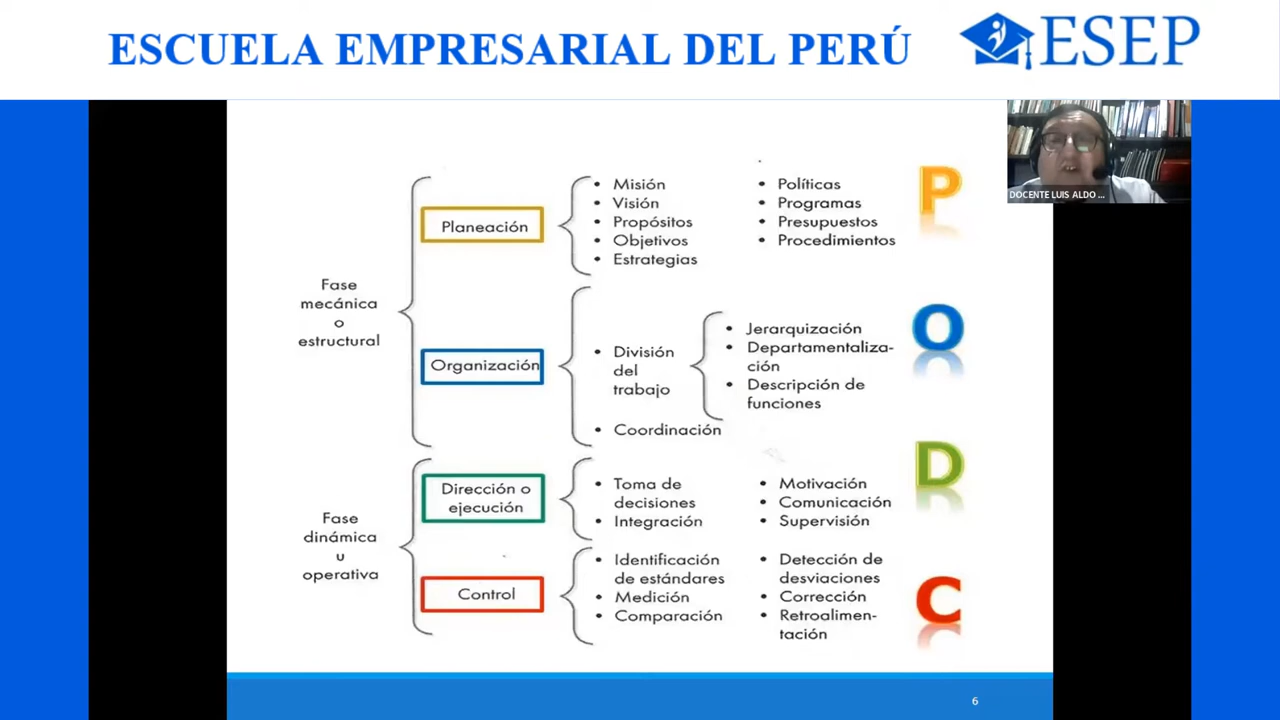 ESCUELA EMPRESARIAL DEL PERÚ
ESEP
DOCENTE LUIS ALDO ...
Fase
mecánica
o
estructural
Planeación
• Misión
• Visión
• Propósitos
• Objetivos
• Estrategias
• Políticas
• Programas
• Presupuestos
• Procedimientos
P
Organización
• División
del
trabajo
• Jerarquización
• Departamentaliza-
ción
• Descripción de
funciones
• Coordinación
O
Fase
dinámica
u
operativa
Dirección o
ejecución
• Toma de
decisiones
• Integración
• Motivación
• Comunicación
• Supervisión
D
Control
• Identificación
de estándares
• Medición
• Comparación
• Detección de
desviaciones
• Corrección
• Retroalimen-
tación
C
6